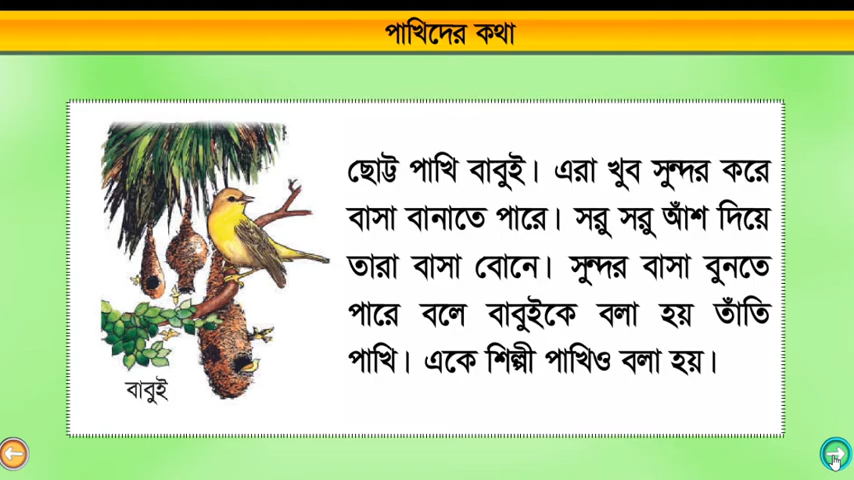 পাখিদের কথা
ছোট্ট পাখি বাবুই। এরা খুব সুন্দর করে
বাসা বানাতে পারে। সরু সরু আঁশ দিয়ে
তারা বাসা বোনে। সুন্দর বাসা বুনতে
পারে বলে বাবুইকে বলা হয় তাঁতি
পাখি। একে শিল্পী পাখিও বলা হয়।
বাবুই